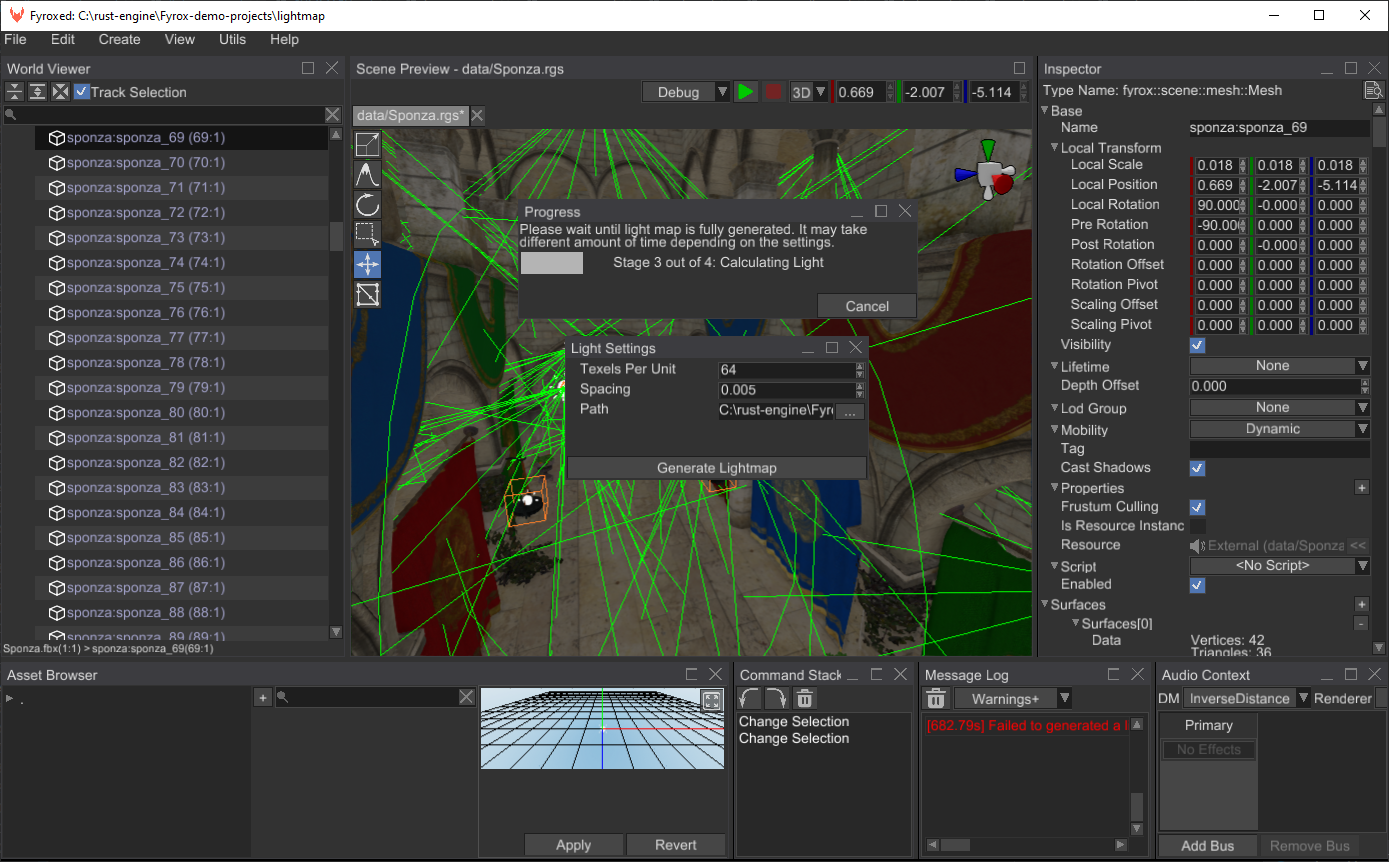 Fyroxed: C:\rust-engine\Fyrox-demo-projects\lightmap
File Edit Create View Utils Help
World Viewer
Track Selection
sponza:sponza_69 (69:1)
sponza:sponza_70 (70:1)
sponza:sponza_71 (71:1)
sponza:sponza_72 (72:1)
sponza:sponza_73 (73:1)
sponza:sponza_74 (74:1)
sponza:sponza_75 (75:1)
sponza:sponza_76 (76:1)
sponza:sponza_77 (77:1)
sponza:sponza_78 (78:1)
sponza:sponza_79 (79:1)
sponza:sponza_80 (80:1)
sponza:sponza_81 (81:1)
sponza:sponza_82 (82:1)
sponza:sponza_83 (83:1)
sponza:sponza_84 (84:1)
sponza:sponza_85 (85:1)
sponza:sponza_86 (86:1)
sponza:sponza_87 (87:1)
sponza:sponza_88 (88:1)
sponza:sponza_89 (89:1)
Sponza.fbx(1:1) > sponza:sponza_69(69:1)
Scene Preview - data/Sponza.rgs
Debug 3D 0.669 -2.007 -5.114
data/Sponza.rgs*
Progress
Please wait until light map is fully generated. It may take
different amount of time depending on the settings.
Stage 3 out of 4: Calculating Light
Cancel
Light Settings
Texels Per Unit 64
Spacing 0.005
Path C:\rust-engine\Fyr ...
Generate Lightmap
Inspector
Type Name: fyrox::scene::mesh::Mesh
Base
Name sponza:sponza_69
Local Transform
Local Scale 0.018 0.018 0.018
Local Position 0.669 -2.007 -5.114
Local Rotation 90.000 -0.000 0.000
Pre Rotation -90.00 0.000 0.000
Post Rotation 0.000 -0.000 0.000
Rotation Offset 0.000 0.000 0.000
Rotation Pivot 0.000 0.000 0.000
Scaling Offset 0.000 0.000 0.000
Scaling Pivot 0.000 0.000 0.000
Visibility
Lifetime None
Depth Offset 0.000
Lod Group None
Mobility Dynamic
Tag
Cast Shadows
Properties +
Frustum Culling
Is Resource Instanc
Resource External (data/Sponza <<
Script <No Script>
Enabled
Surfaces +
Surfaces[0] -
Data Vertices: 42
Triangles: 36
Asset Browser
+
.
Apply Revert
Command Stack
Change Selection
Change Selection
Message Log
Warnings+
[682.79s] Failed to generated a l
Audio Context
DM InverseDistance Renderer
Primary
No Effects
Add Bus Remove Bus